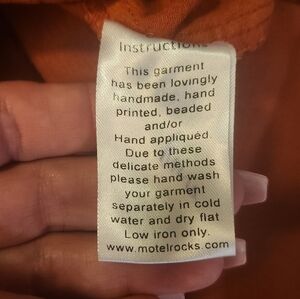 Instructions
This garment
has been lovingly
handmade, hand
printed, beaded
and/or
Hand appliquéd.
Due to these
delicate methods
please hand wash
your garment
separately in cold
water and dry flat
Low iron only.
www.motelrocks.com